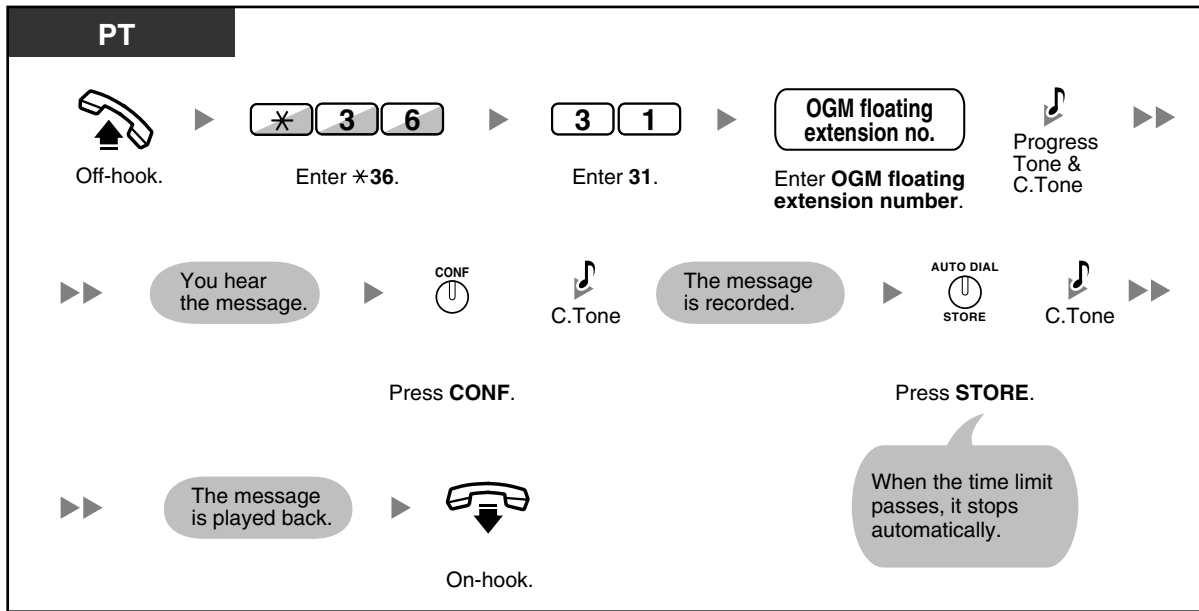 PT
* 3 6
3 1
OGM floating
extension no.
Off-hook.
Enter *36.
Enter 31.
Enter OGM floating
extension number.
Progress
Tone &
C.Tone
You hear
the message.
CONF
C.Tone
The message
is recorded.
AUTO DIAL
STORE
C.Tone
Press CONF.
Press STORE.
When the time limit
passes, it stops
automatically.
The message
is played back.
On-hook.